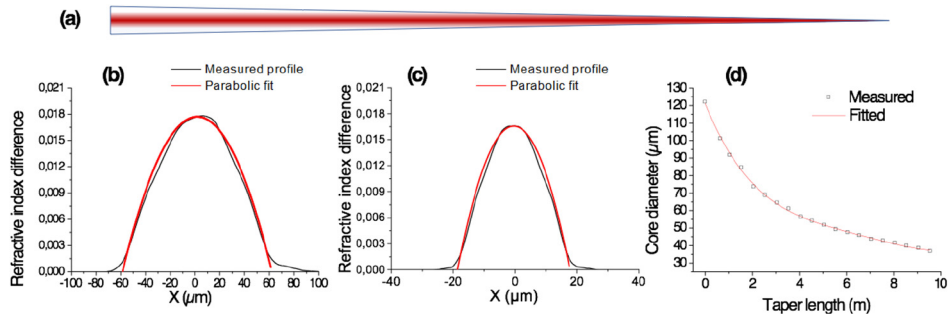 (a)
(b)
Measured profile
Parabolic fit
Refractive index difference
0,021
0,018
0,015
0,012
0,009
0,006
0,003
0,000
-100 -80 -60 -40 -20 0 20 40 60 80 100
X (µm)
(c)
Measured profile
Parabolic fit
Refractive index difference
0,021
0,018
0,015
0,012
0,009
0,006
0,003
0,000
-40 -20 0 20 40
X (µm)
(d)
Measured
Fitted
Core diameter (µm)
130
120
110
100
90
80
70
60
50
40
30
0 2 4 6 8 10
Taper length (m)